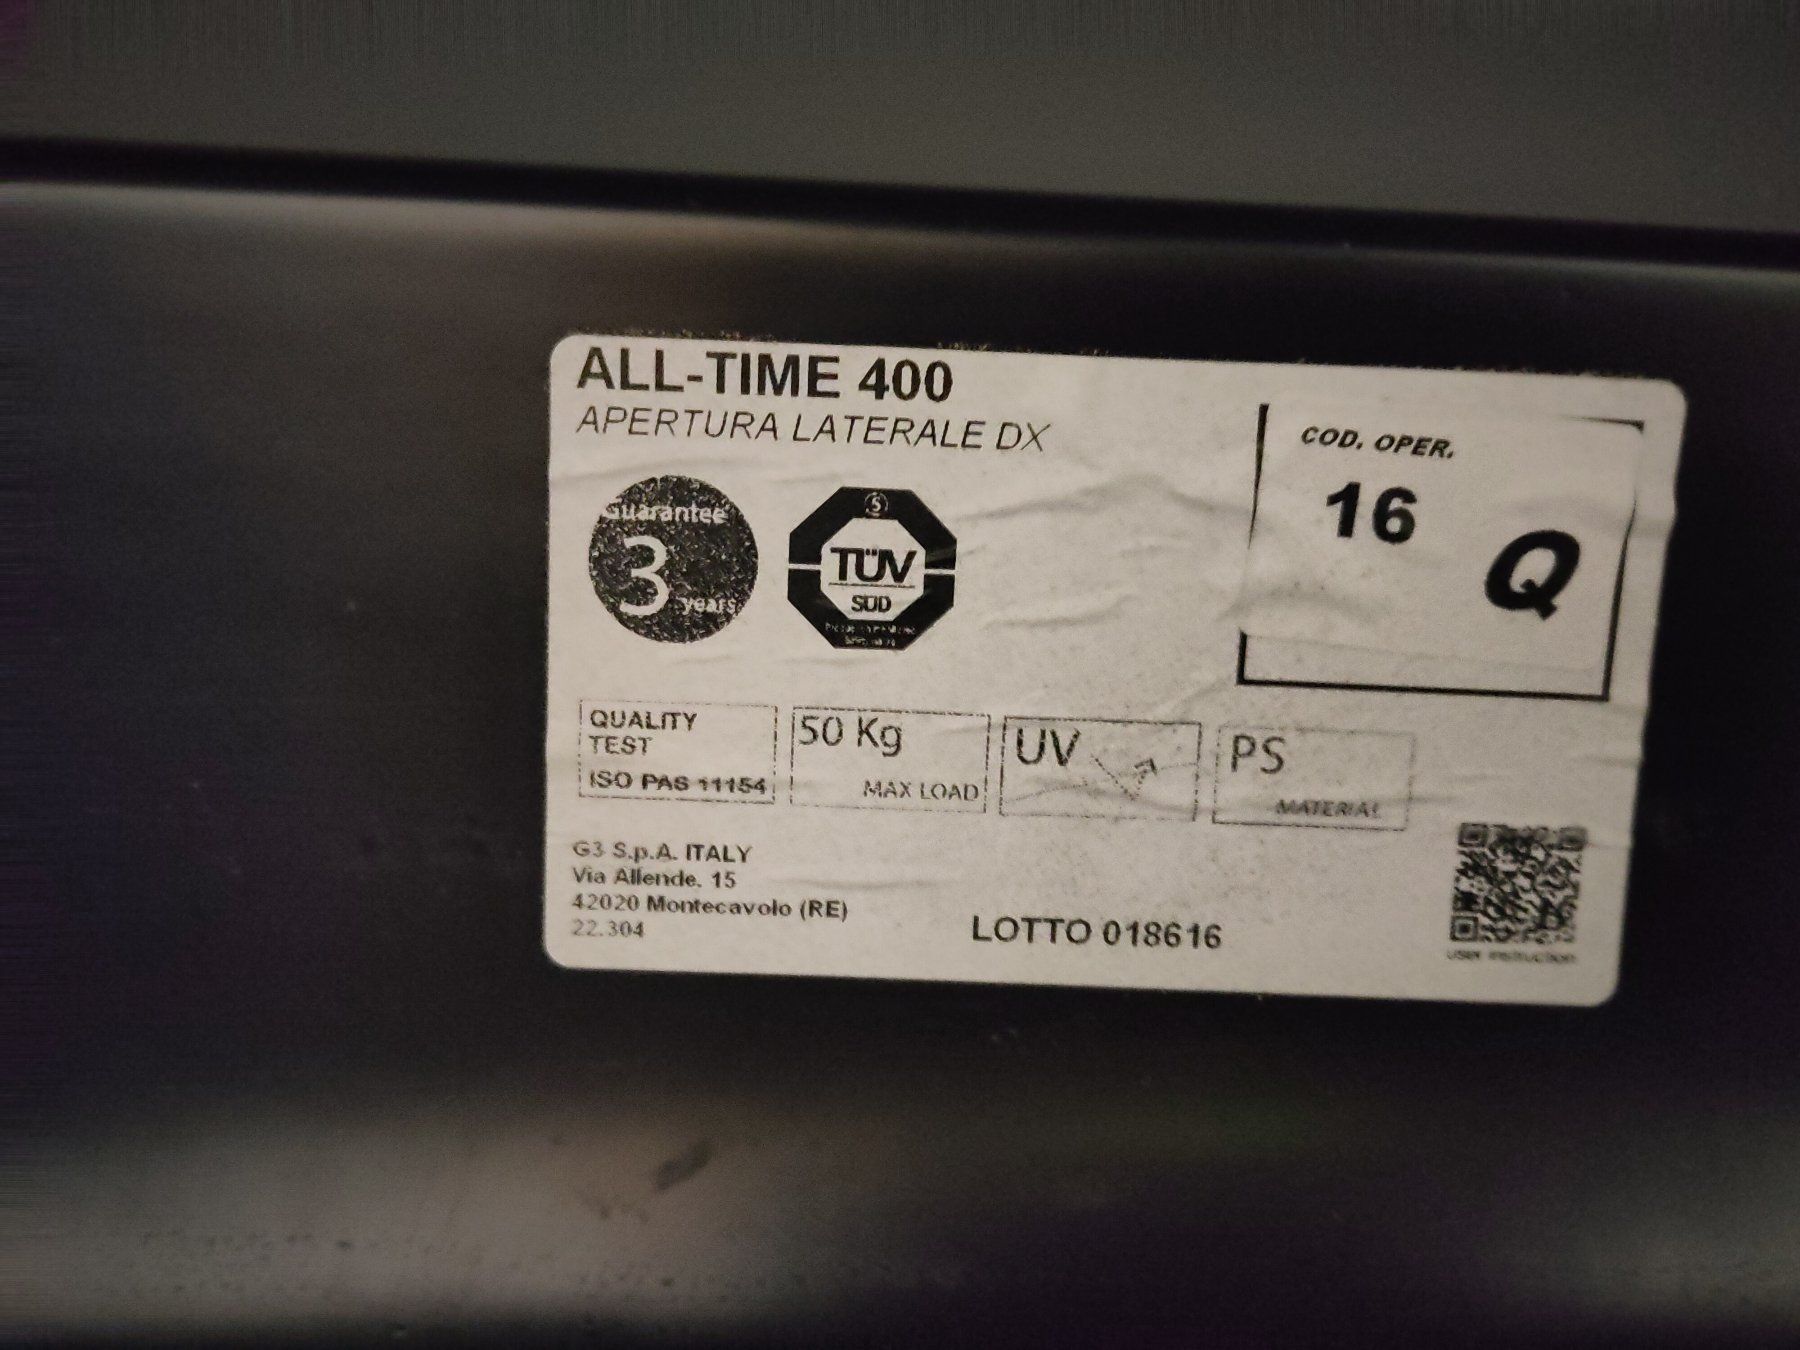 ALL-TIME 400
APERTURA LATERALE DX
COD. OPER.
16
Q
Guarantee
3 years
S
TÜV
SÜD
QUALITY
TEST
ISO PAS 11154
50 Kg
MAX LOAD
UV
PS
MATERIAL
G3 S.p.A. ITALY
Via Allende, 15
42020 Montecavolo (RE)
22.304
LOTTO 018616
user instruction